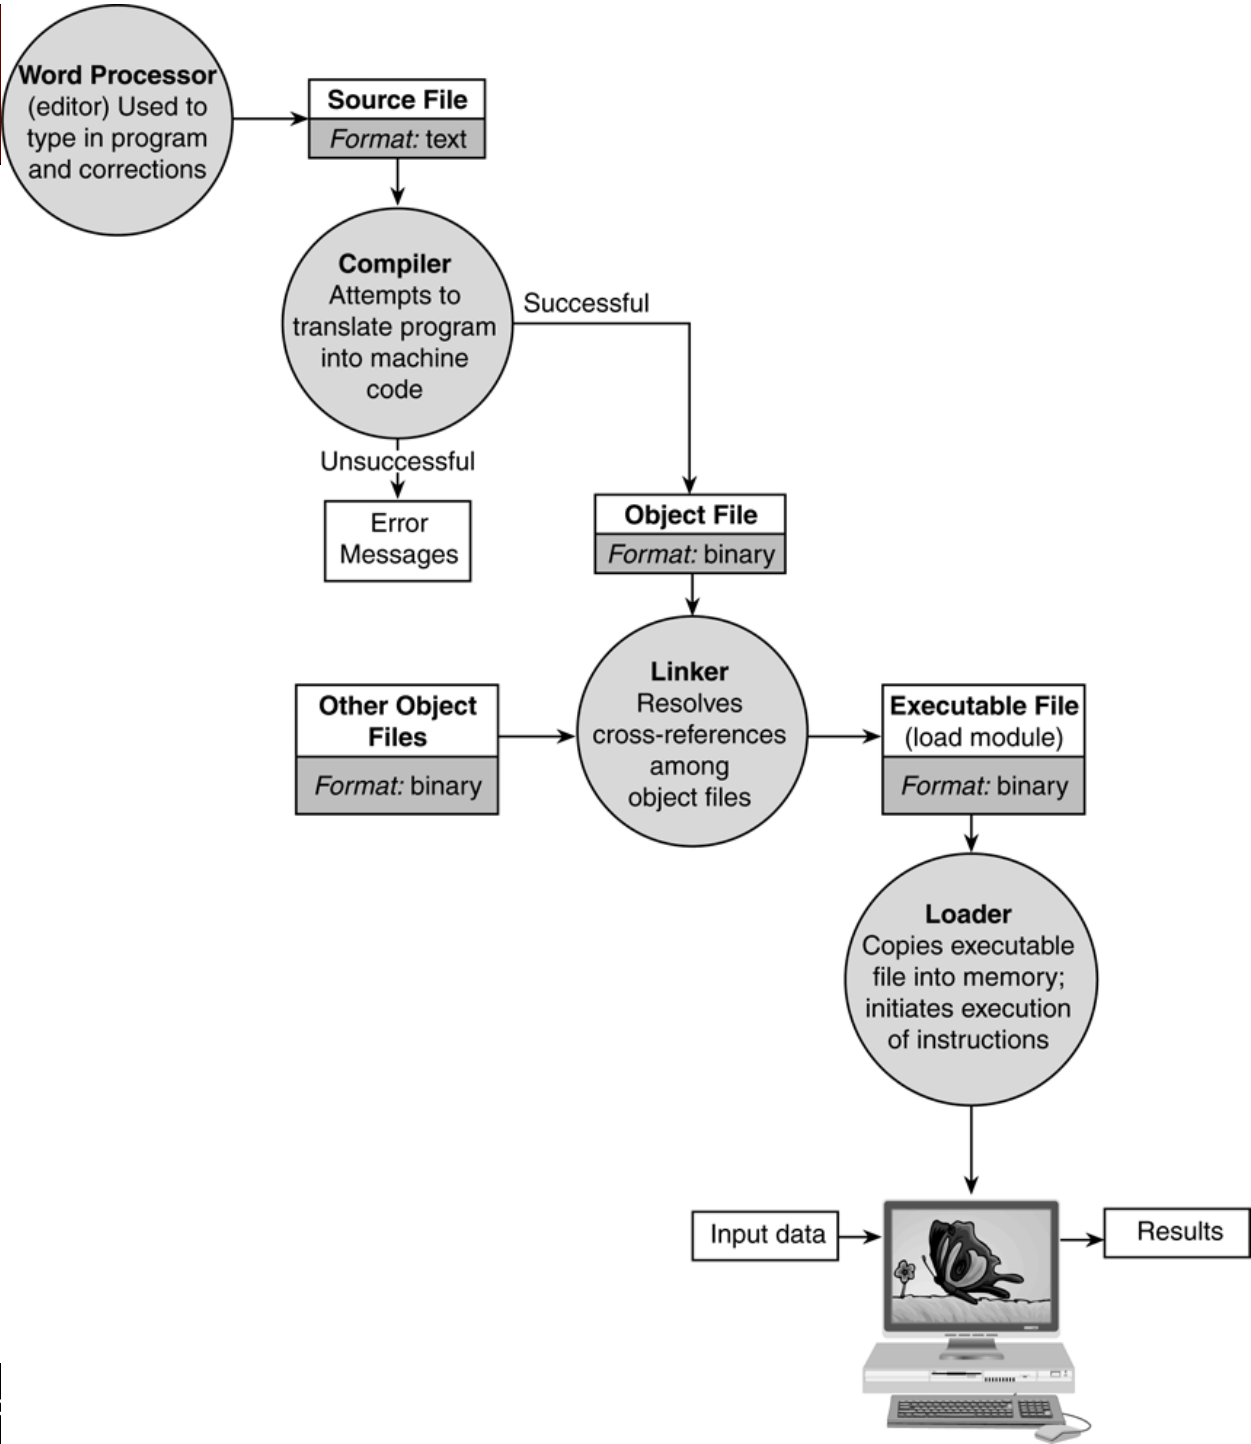 Word Processor
(editor) Used to
type in program
and corrections
Source File
Format: text
Compiler
Attempts to
translate program
into machine
code
Successful
Unsuccessful
Error
Messages
Object File
Format: binary
Linker
Resolves
cross-references
among
object files
Other Object
Files
Format: binary
Executable File
(load module)
Format: binary
Loader
Copies executable
file into memory;
initiates execution
of instructions
Input data
Results